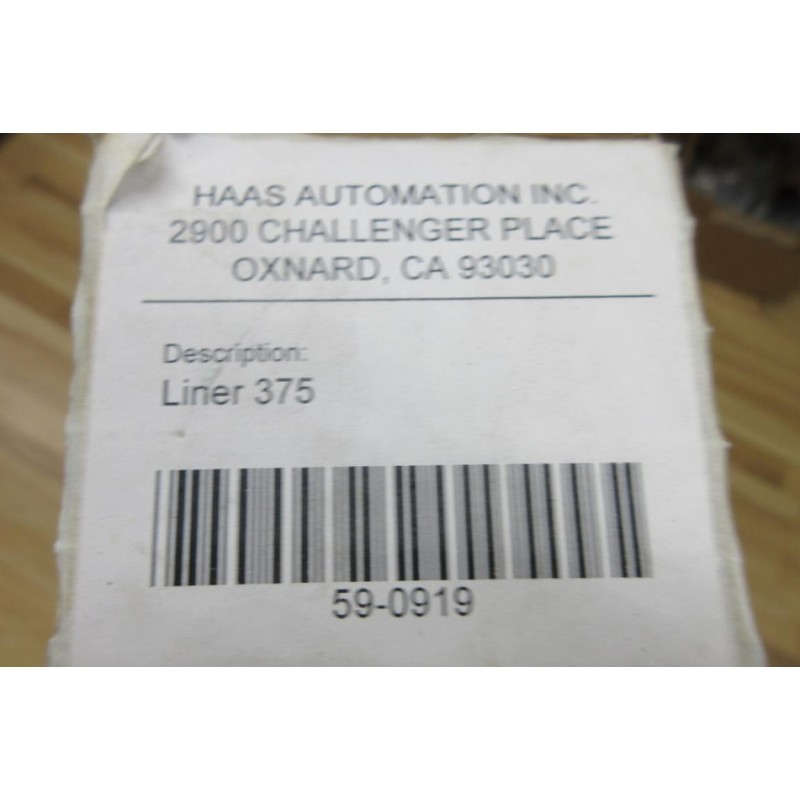 HAAS AUTOMATION INC.
2900 CHALLENGER PLACE
OXNARD, CA 93030
Description:
Liner 375
59-0919